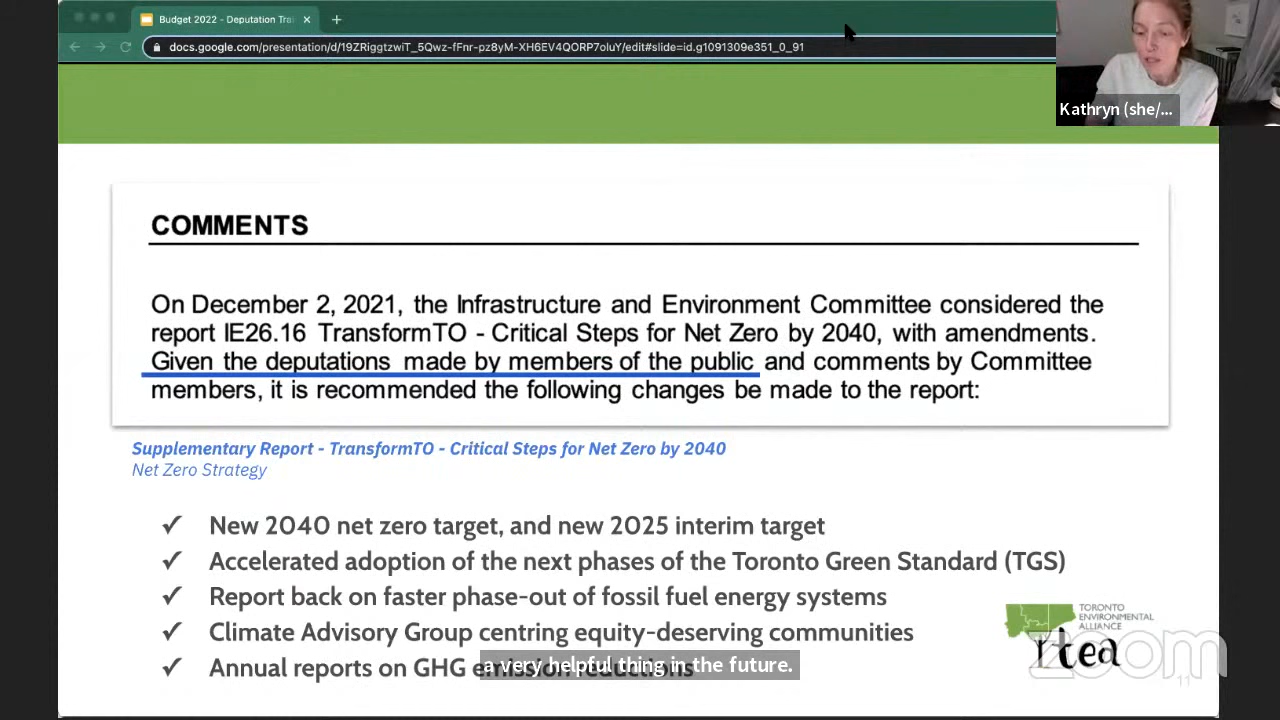 Budget 2022 - Deputation Trai
docs.google.com/presentation/d/19ZRiggtzwiT_5Qwz-fFnr-pz8yM-XH6EV4QORP7oluY/edit#slide=id.g1091309e351_0_91
Kathryn (she/...
COMMENTS
On December 2, 2021, the Infrastructure and Environment Committee considered the
report IE26.16 TransformTO - Critical Steps for Net Zero by 2040, with amendments.
Given the deputations made by members of the public and comments by Committee
members, it is recommended the following changes be made to the report:
Supplementary Report - TransformTO - Critical Steps for Net Zero by 2040
Net Zero Strategy
✓ New 2040 net zero target, and new 2025 interim target
✓ Accelerated adoption of the next phases of the Toronto Green Standard (TGS)
✓ Report back on faster phase-out of fossil fuel energy systems
✓ Climate Advisory Group centring equity-deserving communities
✓ Annual reports on GHG emission reductions
a very helpful thing in the future.
TORONTO
ENVIRONMENTAL
ALLIANCE
tea
zoom
11